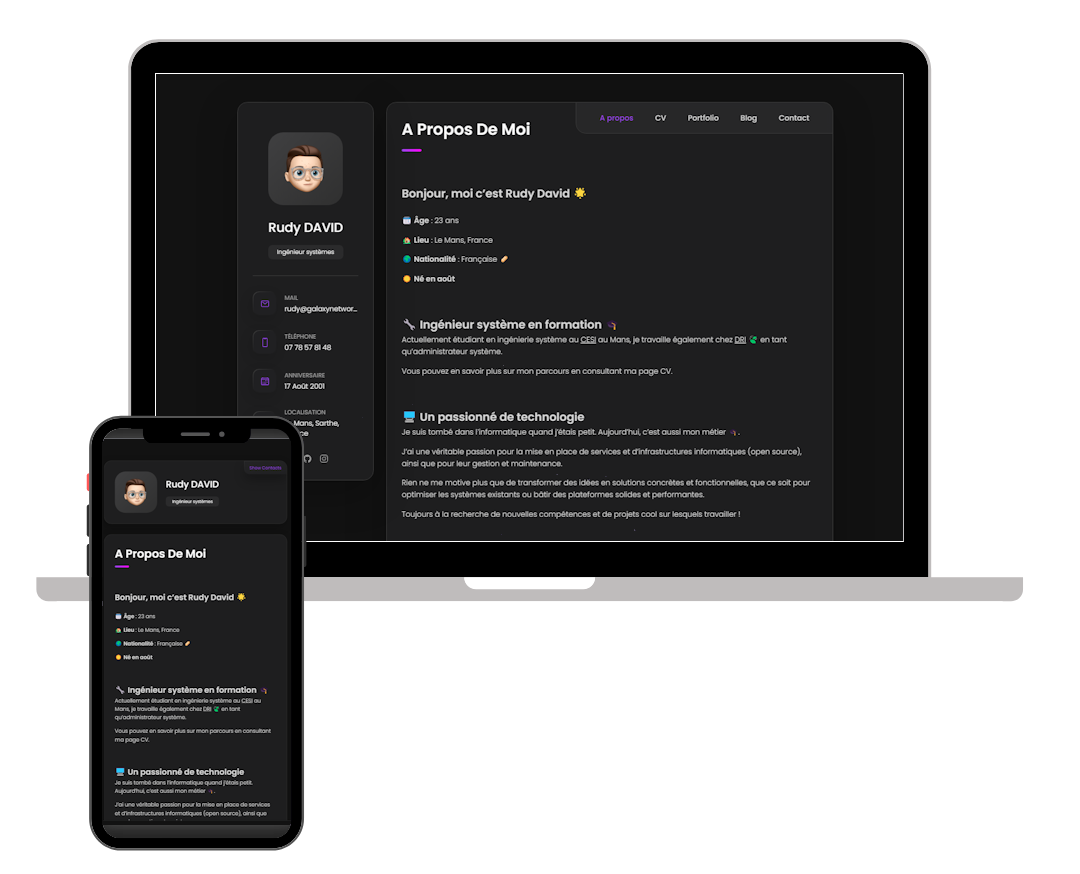 A propos
CV
Portfolio
Blog
Contact
A Propos De Moi
Rudy DAVID
Ingénieur systèmes
MAIL
rudy@galaxynetwor...
TÉLÉPHONE
07 78 57 81 48
ANNIVERSAIRE
17 Août 2001
LOCALISATION
Mans, Sarthe,
Bonjour, moi c’est Rudy David 🌟
Âge : 23 ans
Lieu : Le Mans, France
Nationalité : Française 🥖
Né en août
🔧 Ingénieur système en formation
Actuellement étudiant en ingénierie système au CESI au Mans, je travaille également chez DRI en tant
qu’administrateur système.
Vous pouvez en savoir plus sur mon parcours en consultant ma page CV.
🖥️ Un passionné de technologie
Je suis tombé dans l’informatique quand j’étais petit. Aujourd’hui, c’est aussi mon métier .
J’ai une véritable passion pour la mise en place de services et d’infrastructures informatiques (open source),
ainsi que pour leur gestion et maintenance.
Rien ne me motive plus que de transformer des idées en solutions concrètes et fonctionnelles, que ce soit pour
optimiser les systèmes existants ou bâtir des plateformes solides et performantes.
Toujours à la recherche de nouvelles compétences et de projets cool sur lesquels travailler !
Show Contacts
Rudy DAVID
Ingénieur systèmes
A Propos De Moi
Bonjour, moi c’est Rudy David 🌟
Âge : 23 ans
Lieu : Le Mans, France
Nationalité : Française 🥖
Né en août
🔧 Ingénieur système en formation
Actuellement étudiant en ingénierie système au CESI au
Mans, je travaille également chez DRI en tant
qu’administrateur système.
Vous pouvez en savoir plus sur mon parcours en consultant
ma page CV.
🖥️ Un passionné de technologie
Je suis tombé dans l’informatique quand j’étais petit.
Aujourd’hui, c’est aussi mon métier .
J’ai une véritable passion pour la mise en place de services
et d’infrastructures informatiques (open source), ainsi que